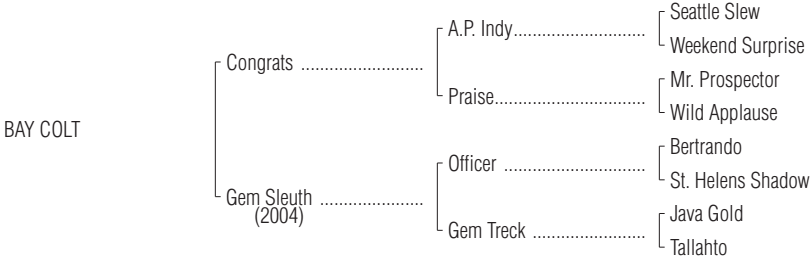 Seattle Slew
A.P. Indy..............................
Weekend Surprise
Congrats ...........................
Mr. Prospector
Praise..................................
Wild Applause
BAY COLT
Bertrando
Officer ................................
St. Helens Shadow
Gem Sleuth .......................
(2004)
Java Gold
Gem Treck .........................
Tallahto